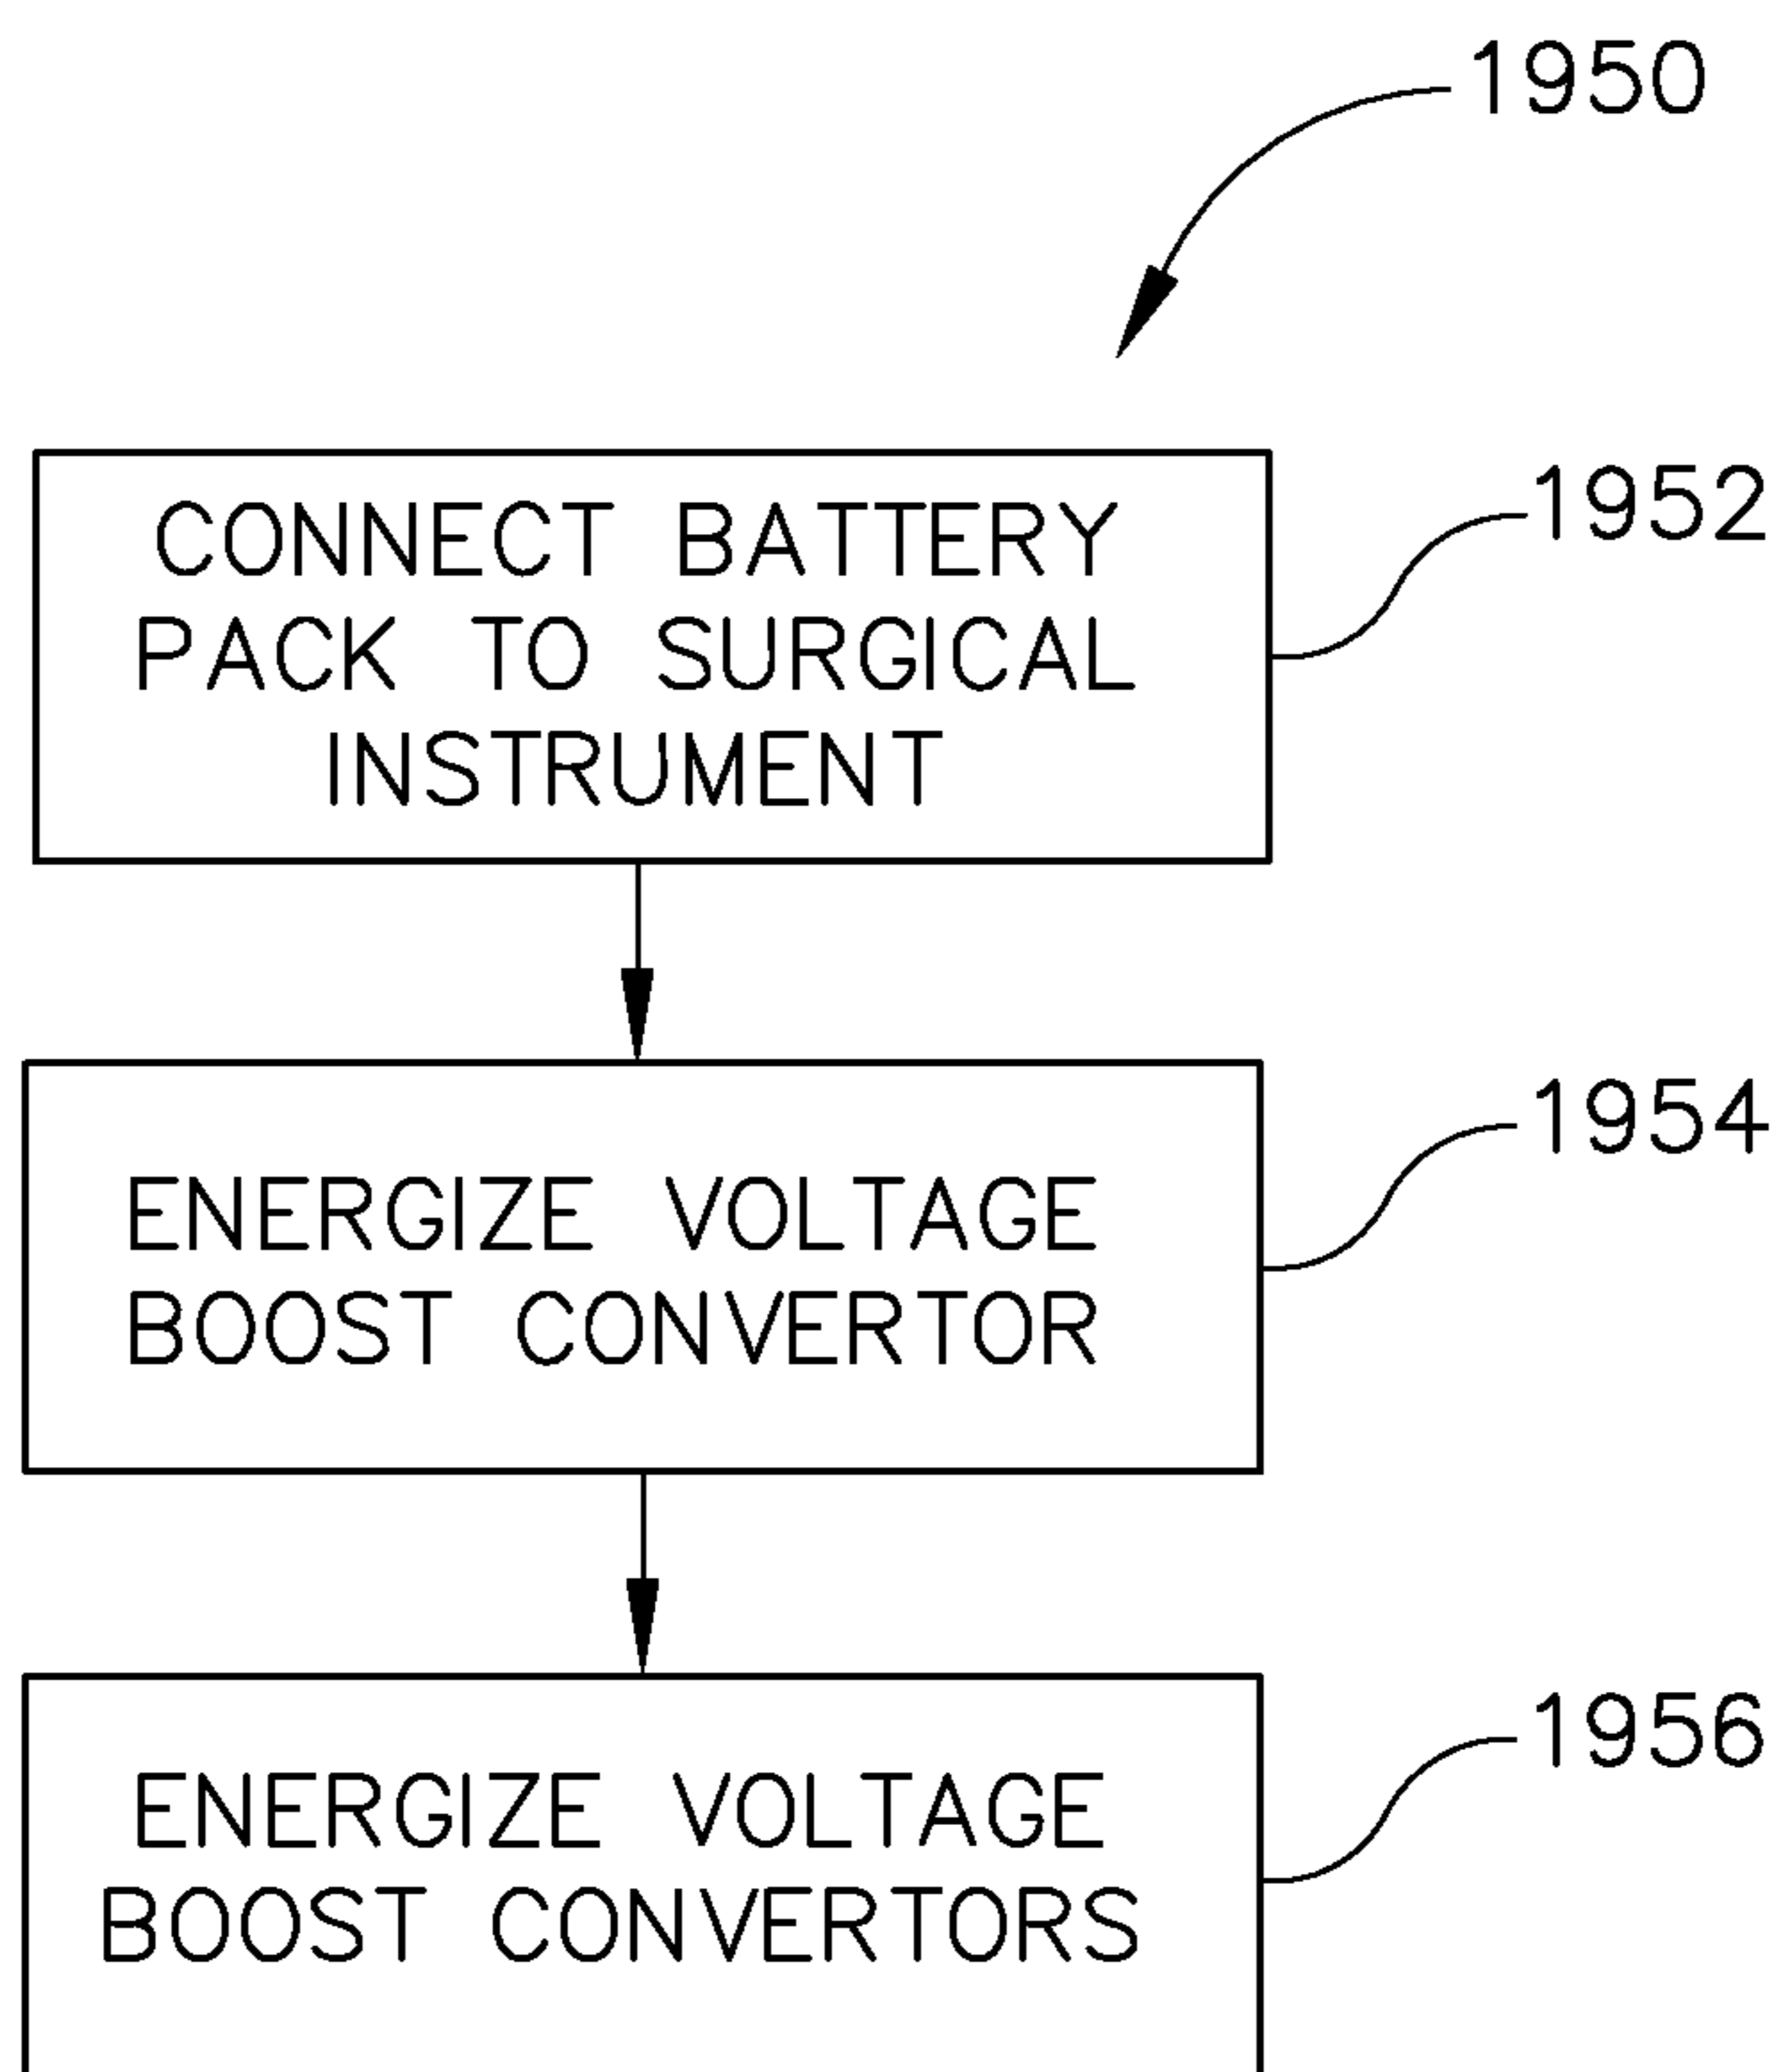 1950
CONNECT BATTERY
PACK TO SURGICAL
INSTRUMENT
1952
ENERGIZE VOLTAGE
BOOST CONVERTOR
1954
ENERGIZE VOLTAGE
BOOST CONVERTORS
1956